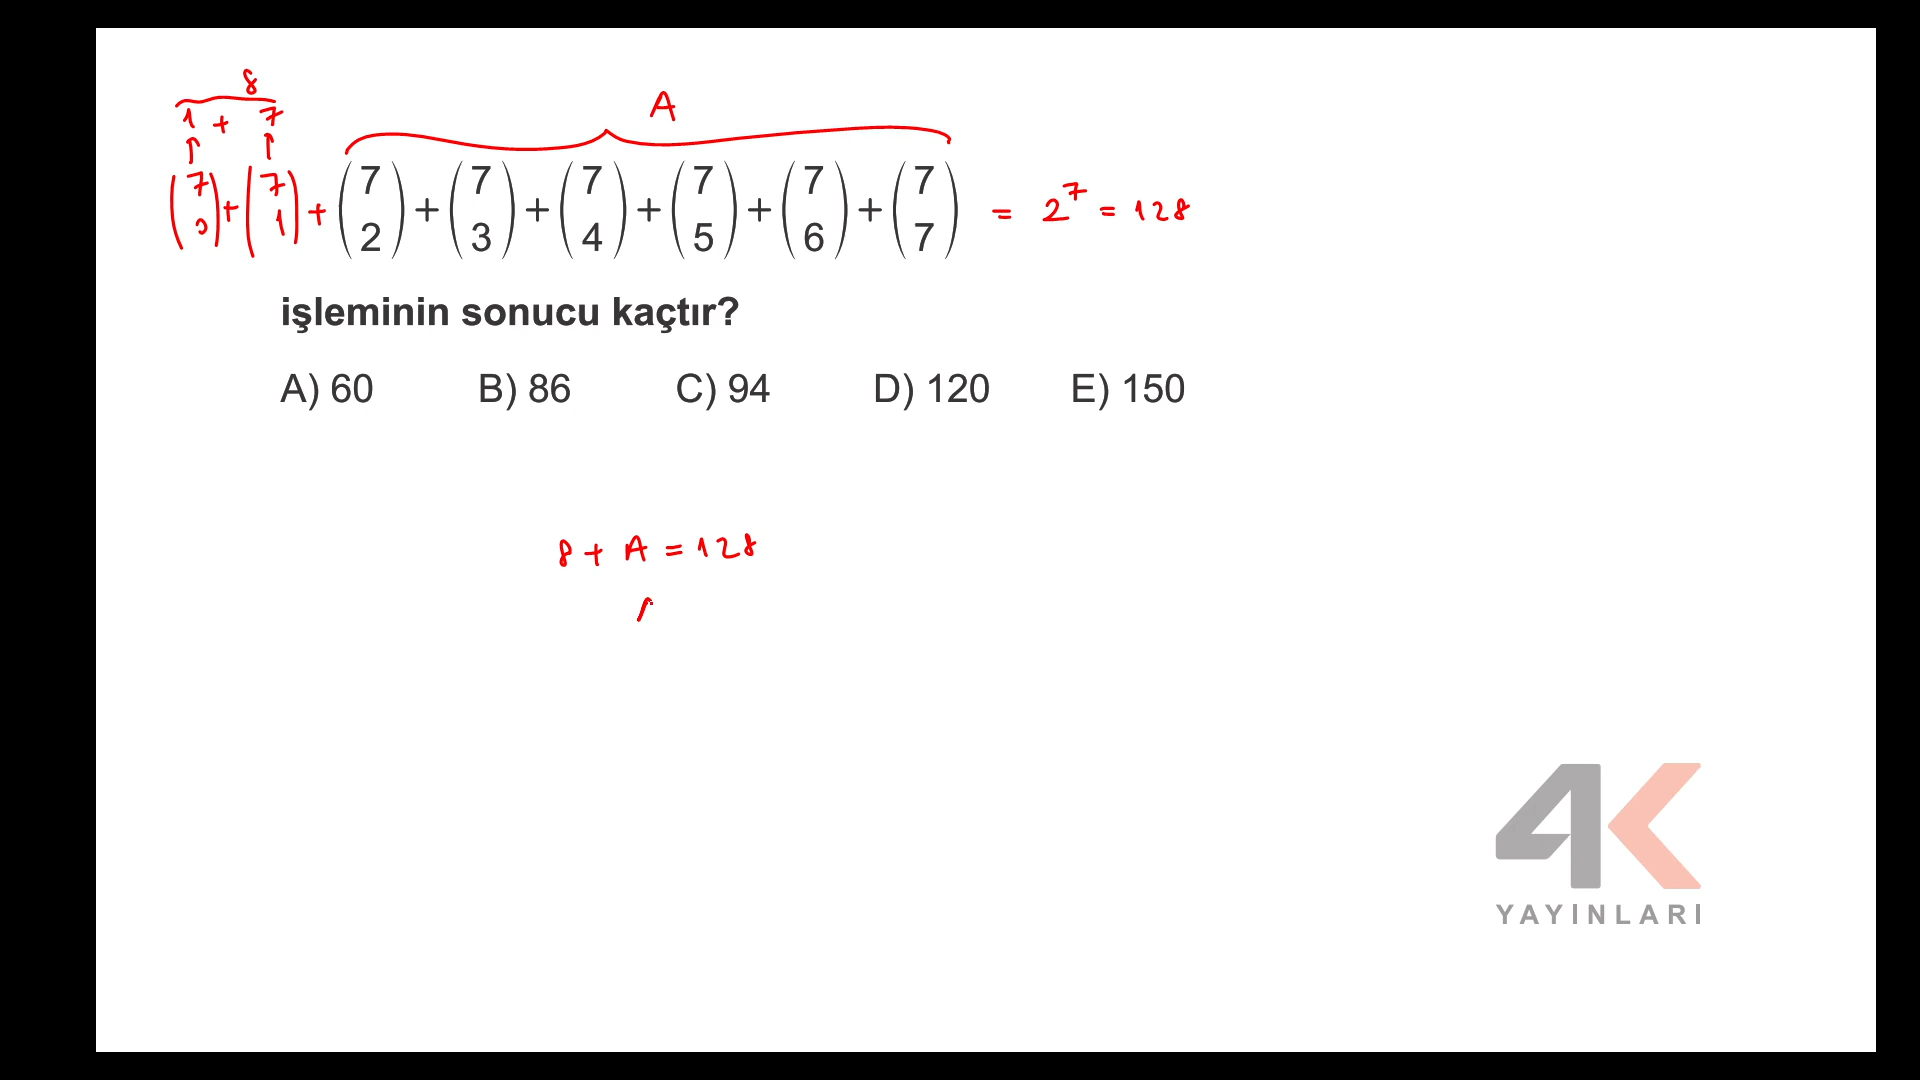 8
1 + 7 A
(7 0) + (7 1) + (7 2) + (7 3) + (7 4) + (7 5) + (7 6) + (7 7) = 2^7 = 128
işleminin sonucu kaçtır?
A) 60 B) 86 C) 94 D) 120 E) 150
8 + A = 128
4K
YAYINLARI